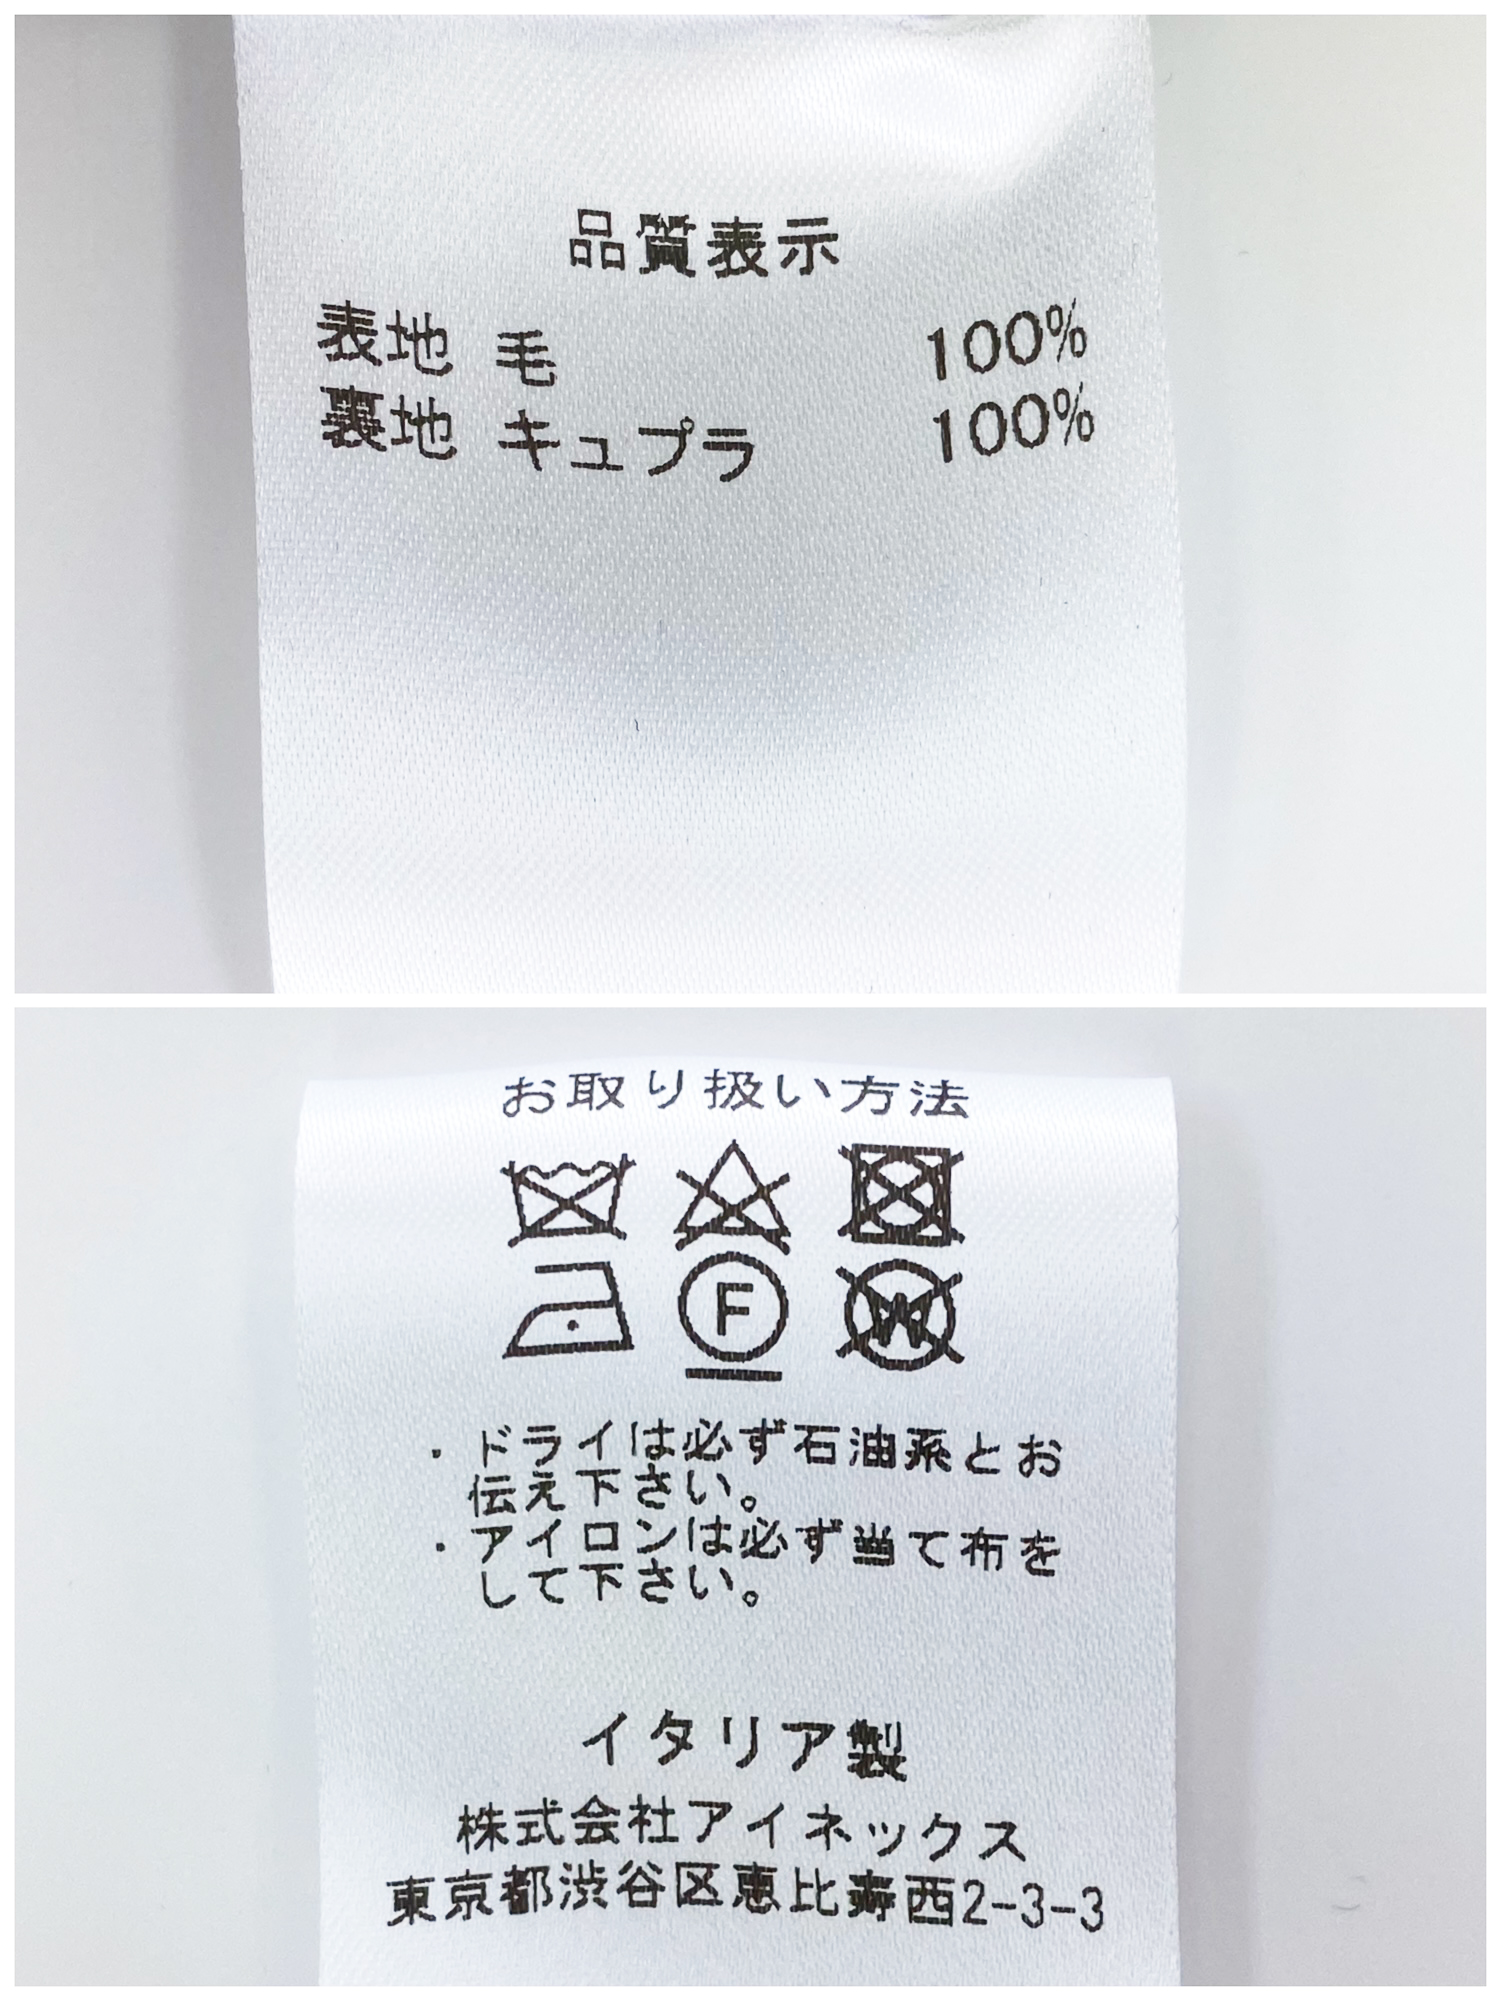 品質表示
表地 毛 100%
裏地 キュプラ 100%
お取り扱い方法
F W
・ドライは必ず石油系とお
伝え下さい。
・アイロンは必ず当て布を
して下さい。
イタリア製
株式会社アイネックス
東京都渋谷区恵比寿西2-3-3